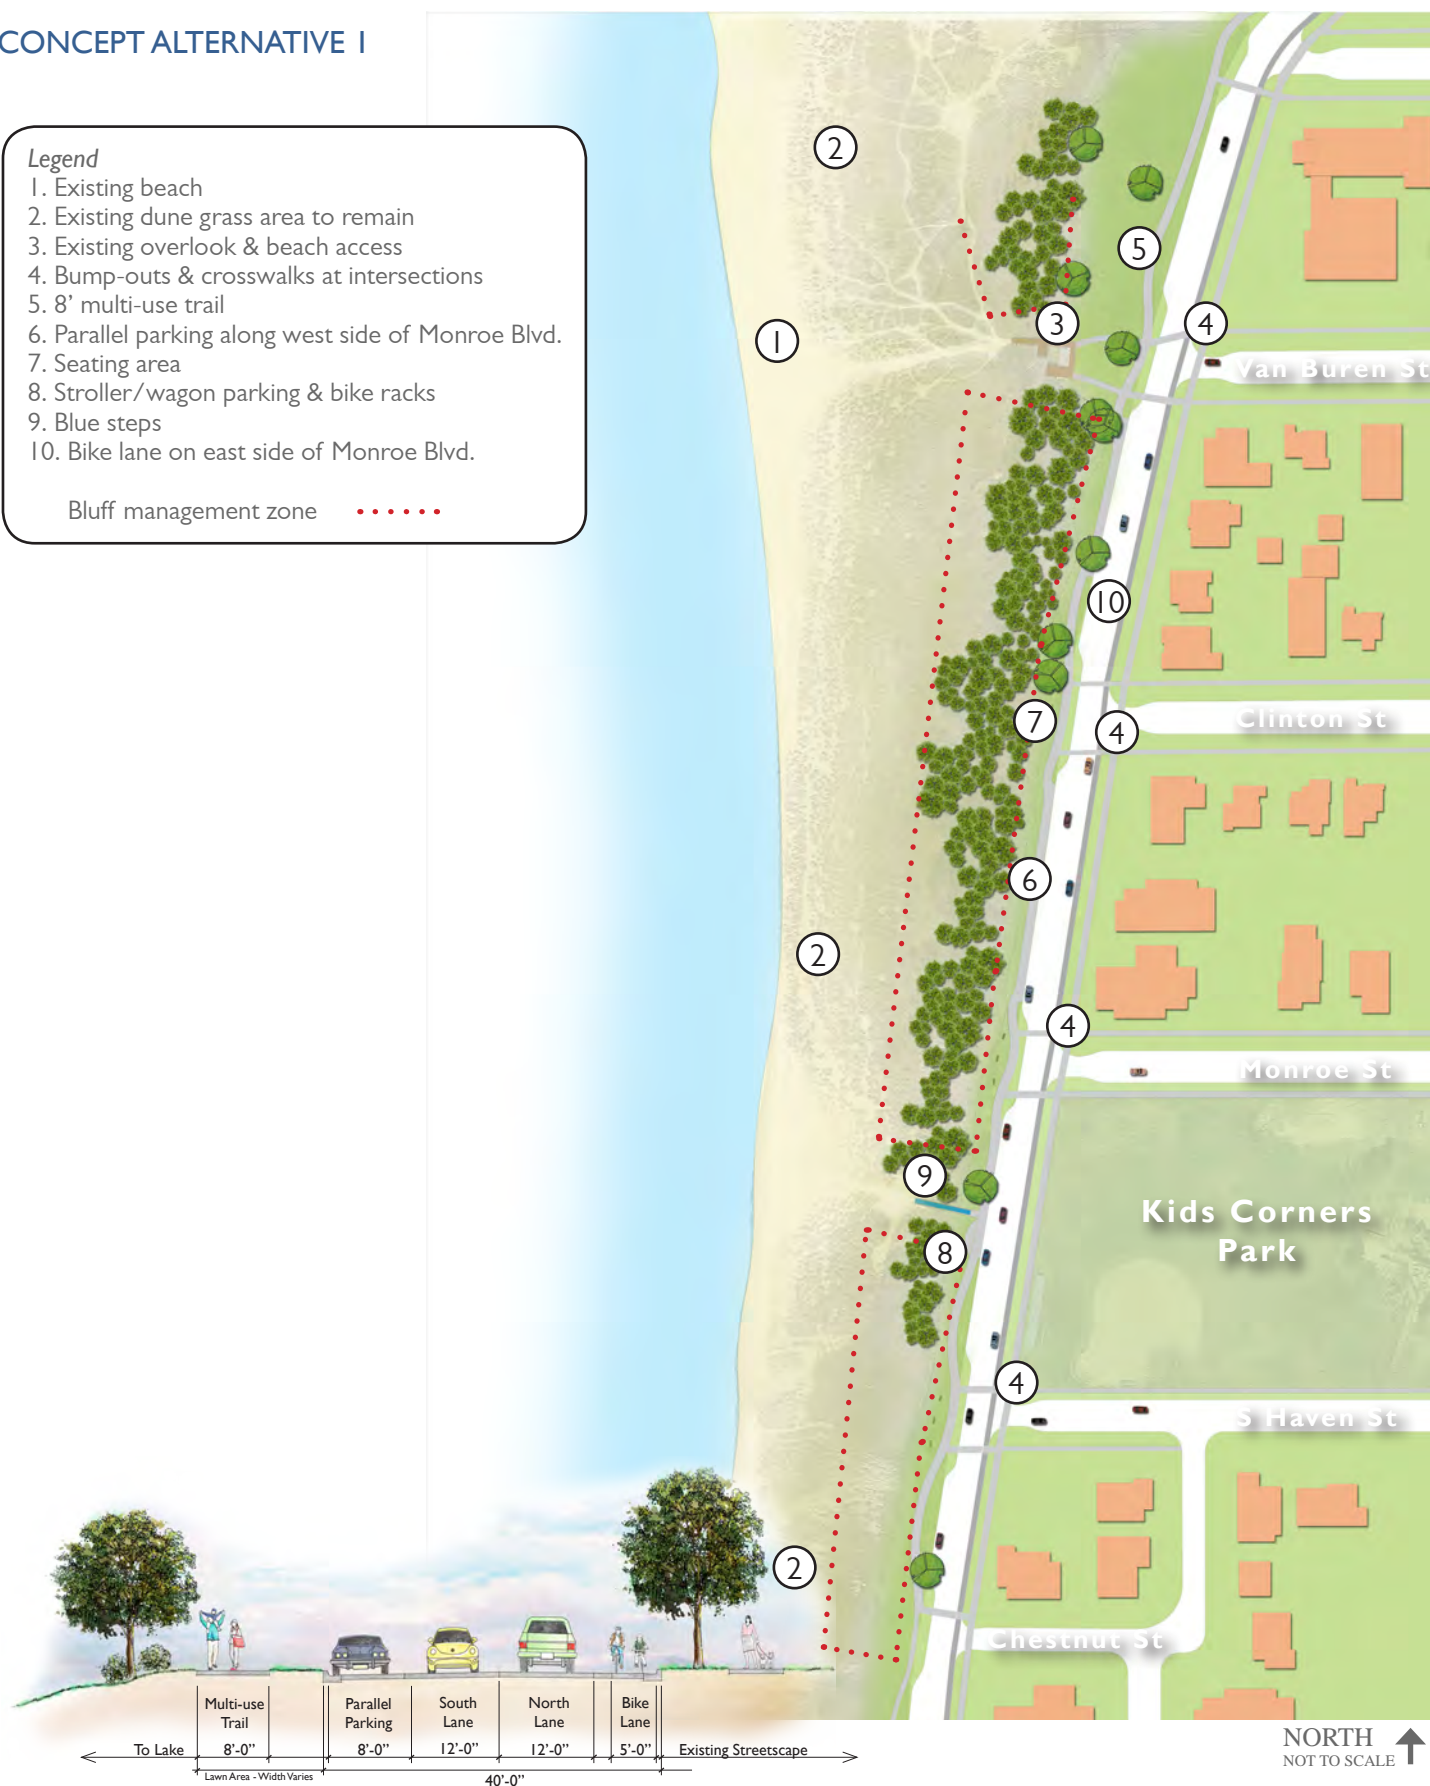 CONCEPT ALTERNATIVE 1
Legend
1. Existing beach
2. Existing dune grass area to remain
3. Existing overlook & beach access
4. Bump-outs & crosswalks at intersections
5. 8’ multi-use trail
6. Parallel parking along west side of Monroe Blvd.
7. Seating area
8. Stroller/wagon parking & bike racks
9. Blue steps
10. Bike lane on east side of Monroe Blvd.
Bluff management zone
2
5
3
4
1
Van Buren St
10
7
4
Clinton St
6
2
4
Monroe St
9
Kids Corners
Park
8
4
S Haven St
2
Chestnut St
Multi-use
Trail
Parallel
Parking
South
Lane
North
Lane
Bike
Lane
To Lake
8’-0”
8’-0”
12’-0”
12’-0”
5’-0”
Existing Streetscape
Lawn Area - Width Varies
40’-0”
NORTH
NOT TO SCALE